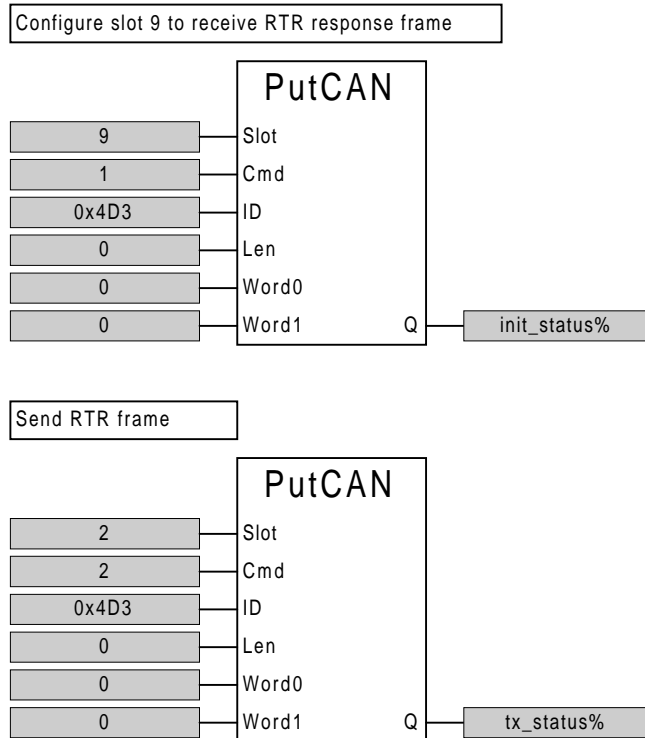 Configure slot 9 to receive RTR response frame
PutCAN
9 Slot
1 Cmd
0x4D3 ID
0 Len
0 Word0
0 Word1 Q init_status%
Send RTR frame
PutCAN
2 Slot
2 Cmd
0x4D3 ID
0 Len
0 Word0
0 Word1 Q tx_status%